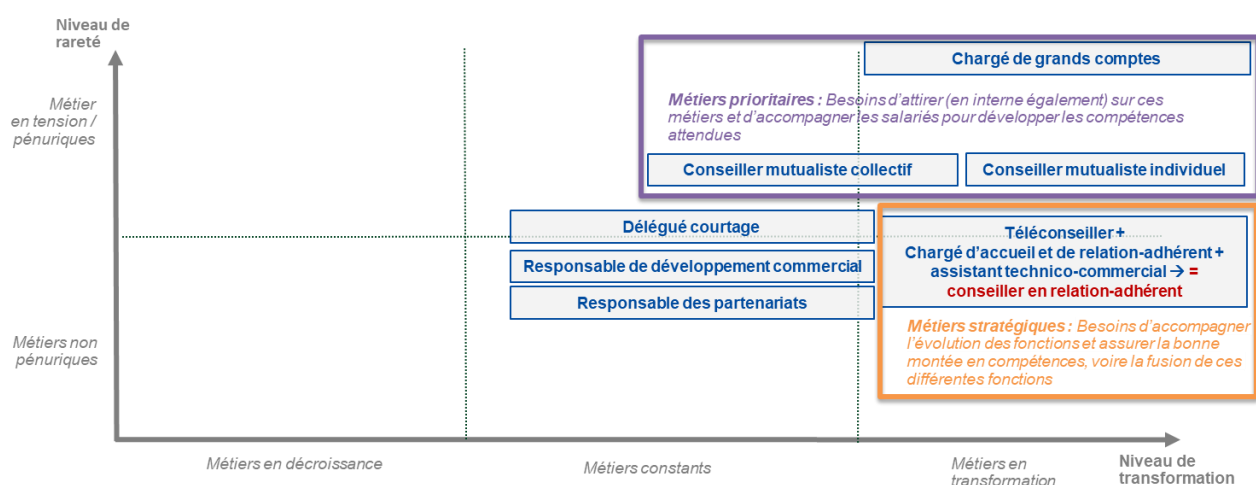 Niveau de
rareté
Chargé de grands comptes
Métier
en tension /
pénuriques
Métiers prioritaires : Besoins d'attirer (en interne également) sur ces
métiers et d'accompagner les salariés pour développer les compétences
attendues
Conseiller mutualiste collectif
Conseiller mutualiste individuel
Délégué courtage
Responsable de développement commercial
Responsable des partenariats
Téléconseiller +
Chargé d'accueil et de relation-adhérent +
assistant technico-commercial → =
conseiller en relation-adhérent
Métiers stratégiques : Besoins d'accompagner
l'évolution des fonctions et assurer la bonne
montée en compétences, voire la fusion de ces
différentes fonctions
Métiers non
pénuriques
Métiers en décroissance
Métiers constants
Métiers en
transformation
Niveau de
transformation